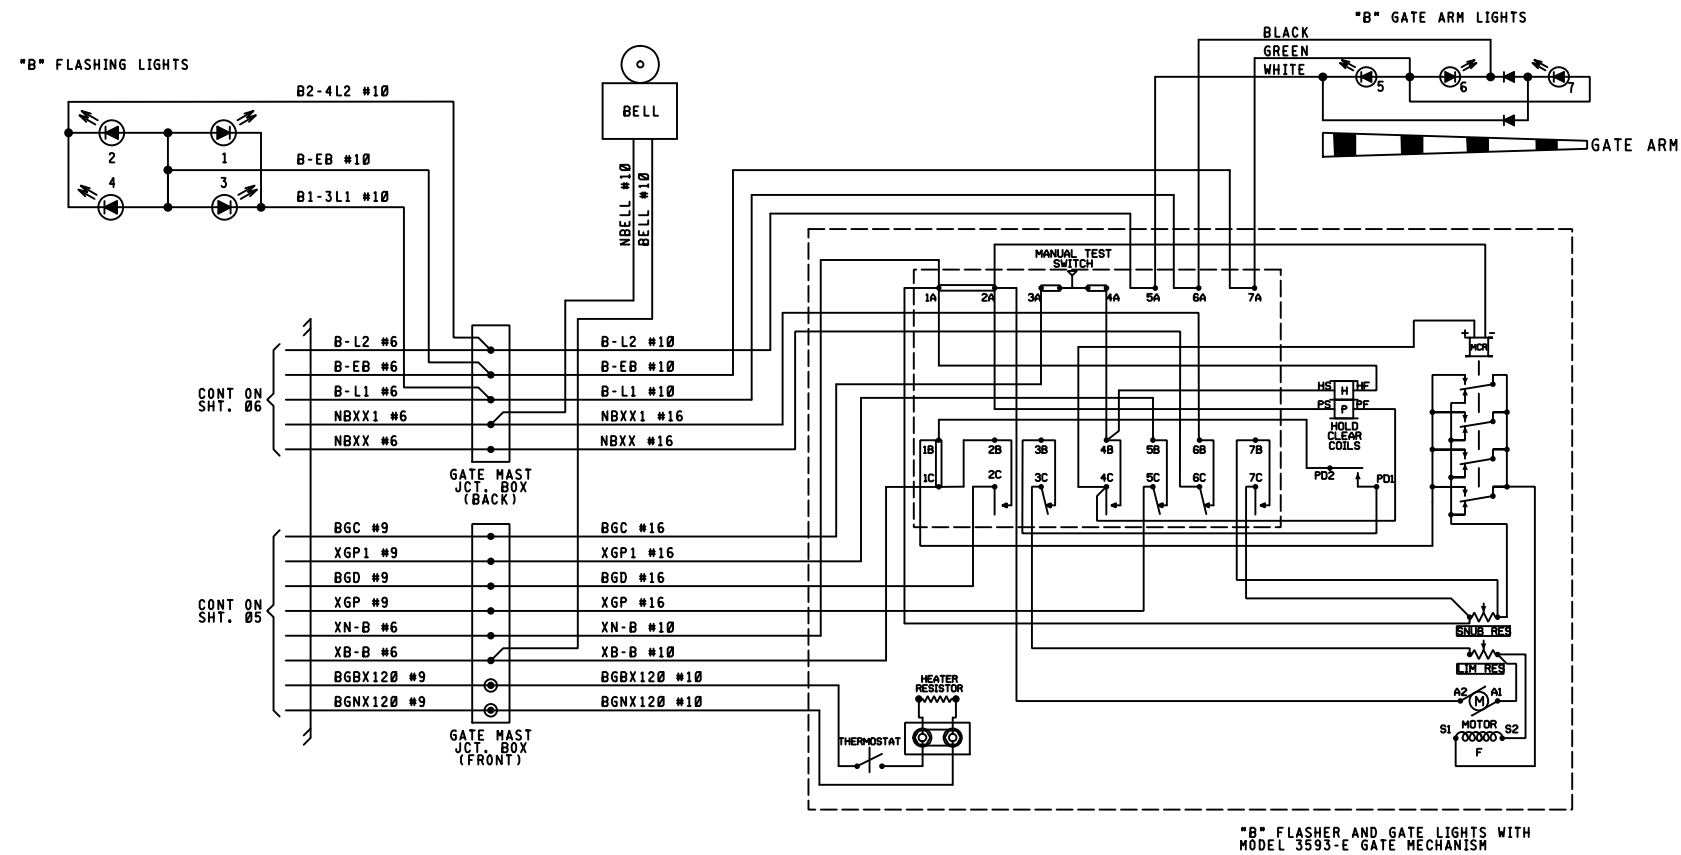 "B" GATE ARM LIGHTS
BLACK
GREEN
WHITE
5
6
7
GATE ARM
"B" FLASHING LIGHTS
B2-4L2 #10
2
1
B-EB #10
4
3
B1-3L1 #10
BELL
NBELL #10
BELL #10
MANUAL TEST
SWITCH
1A
2A
3A
4A
5A
6A
7A
+
-
MCR
B-L2 #6
B-L2 #10
B-EB #6
B-EB #10
B-L1 #6
B-L1 #10
NBXX1 #6
NBXX1 #16
NBXX #6
NBXX #16
CONT ON
SHT. 06
GATE MAST
JCT. BOX
(BACK)
HS
H
HF
PS
P
PF
HOLD
CLEAR
COILS
1B
2B
3B
4B
5B
6B
7B
1C
2C
3C
4C
5C
6C
7C
PD2
PD1
BGC #9
BGC #16
XGP1 #9
XGP1 #16
BGD #9
BGD #16
XGP #9
XGP #16
XN-B #6
XN-B #10
XB-B #6
XB-B #10
BGBX120 #9
BGBX120 #10
BGNX120 #9
BGNX120 #10
CONT ON
SHT. 05
GATE MAST
JCT. BOX
(FRONT)
SNUB RES
LIM RES
A2
M
A1
MOTOR
S1
S2
F
HEATER
RESISTOR
THERMOSTAT
"B" FLASHER AND GATE LIGHTS WITH
MODEL 3593-E GATE MECHANISM